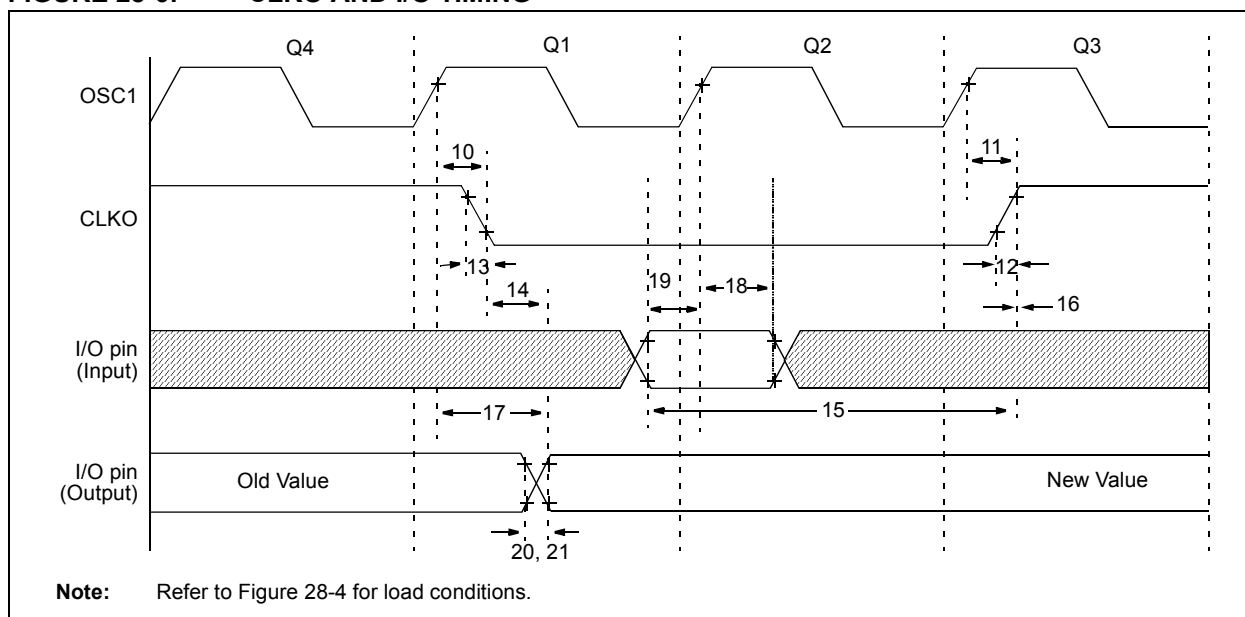 Q4 Q1 Q2 Q3
OSC1
10 11
CLKO
13 12
14 19 18 16
I/O pin
(Input)
17 15
I/O pin
(Output)
Old Value New Value
20, 21
Note: Refer to Figure 28-4 for load conditions.